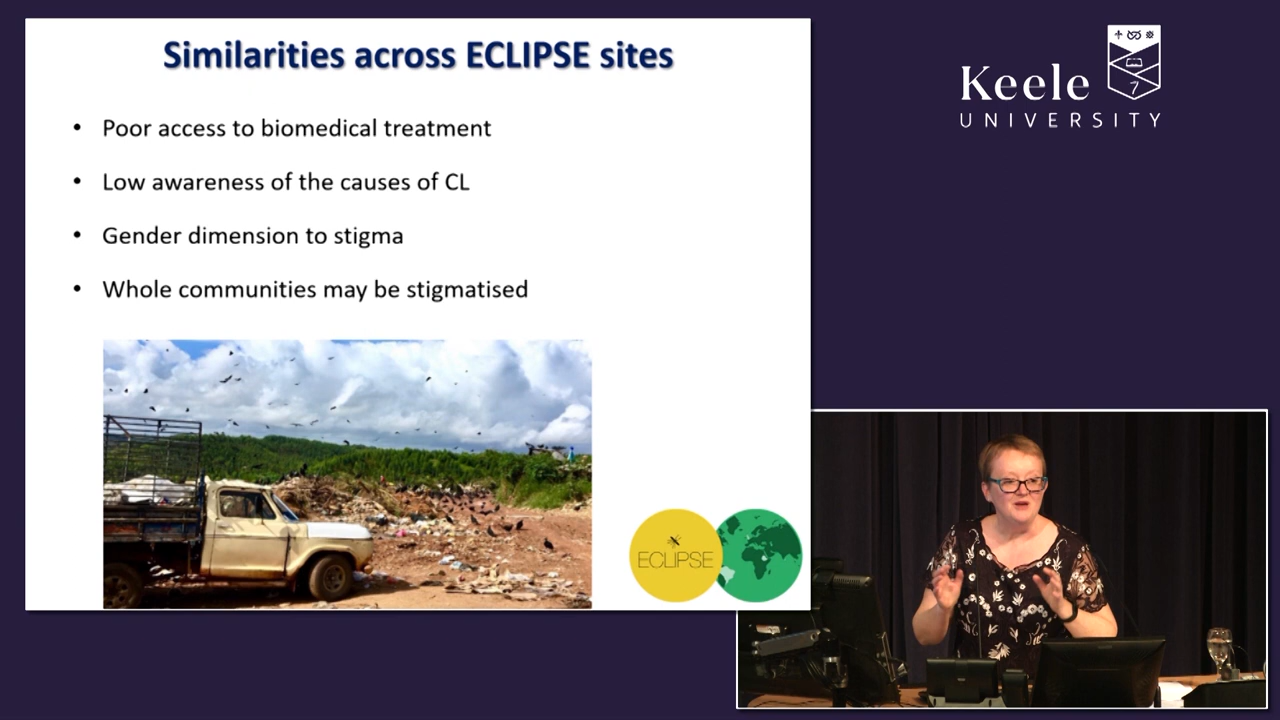 Similarities across ECLIPSE sites
• Poor access to biomedical treatment
• Low awareness of the causes of CL
• Gender dimension to stigma
• Whole communities may be stigmatised
ECLIPSE
Keele
UNIVERSITY